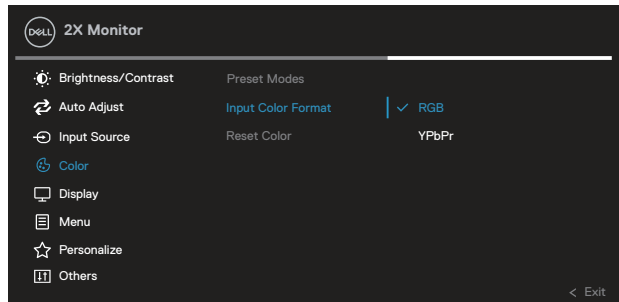 DELL 2X Monitor
Brightness/Contrast Preset Modes
Auto Adjust Input Color Format ✓ RGB
Input Source Reset Color YPbPr
Color
Display
Menu
Personalize
Others
< Exit